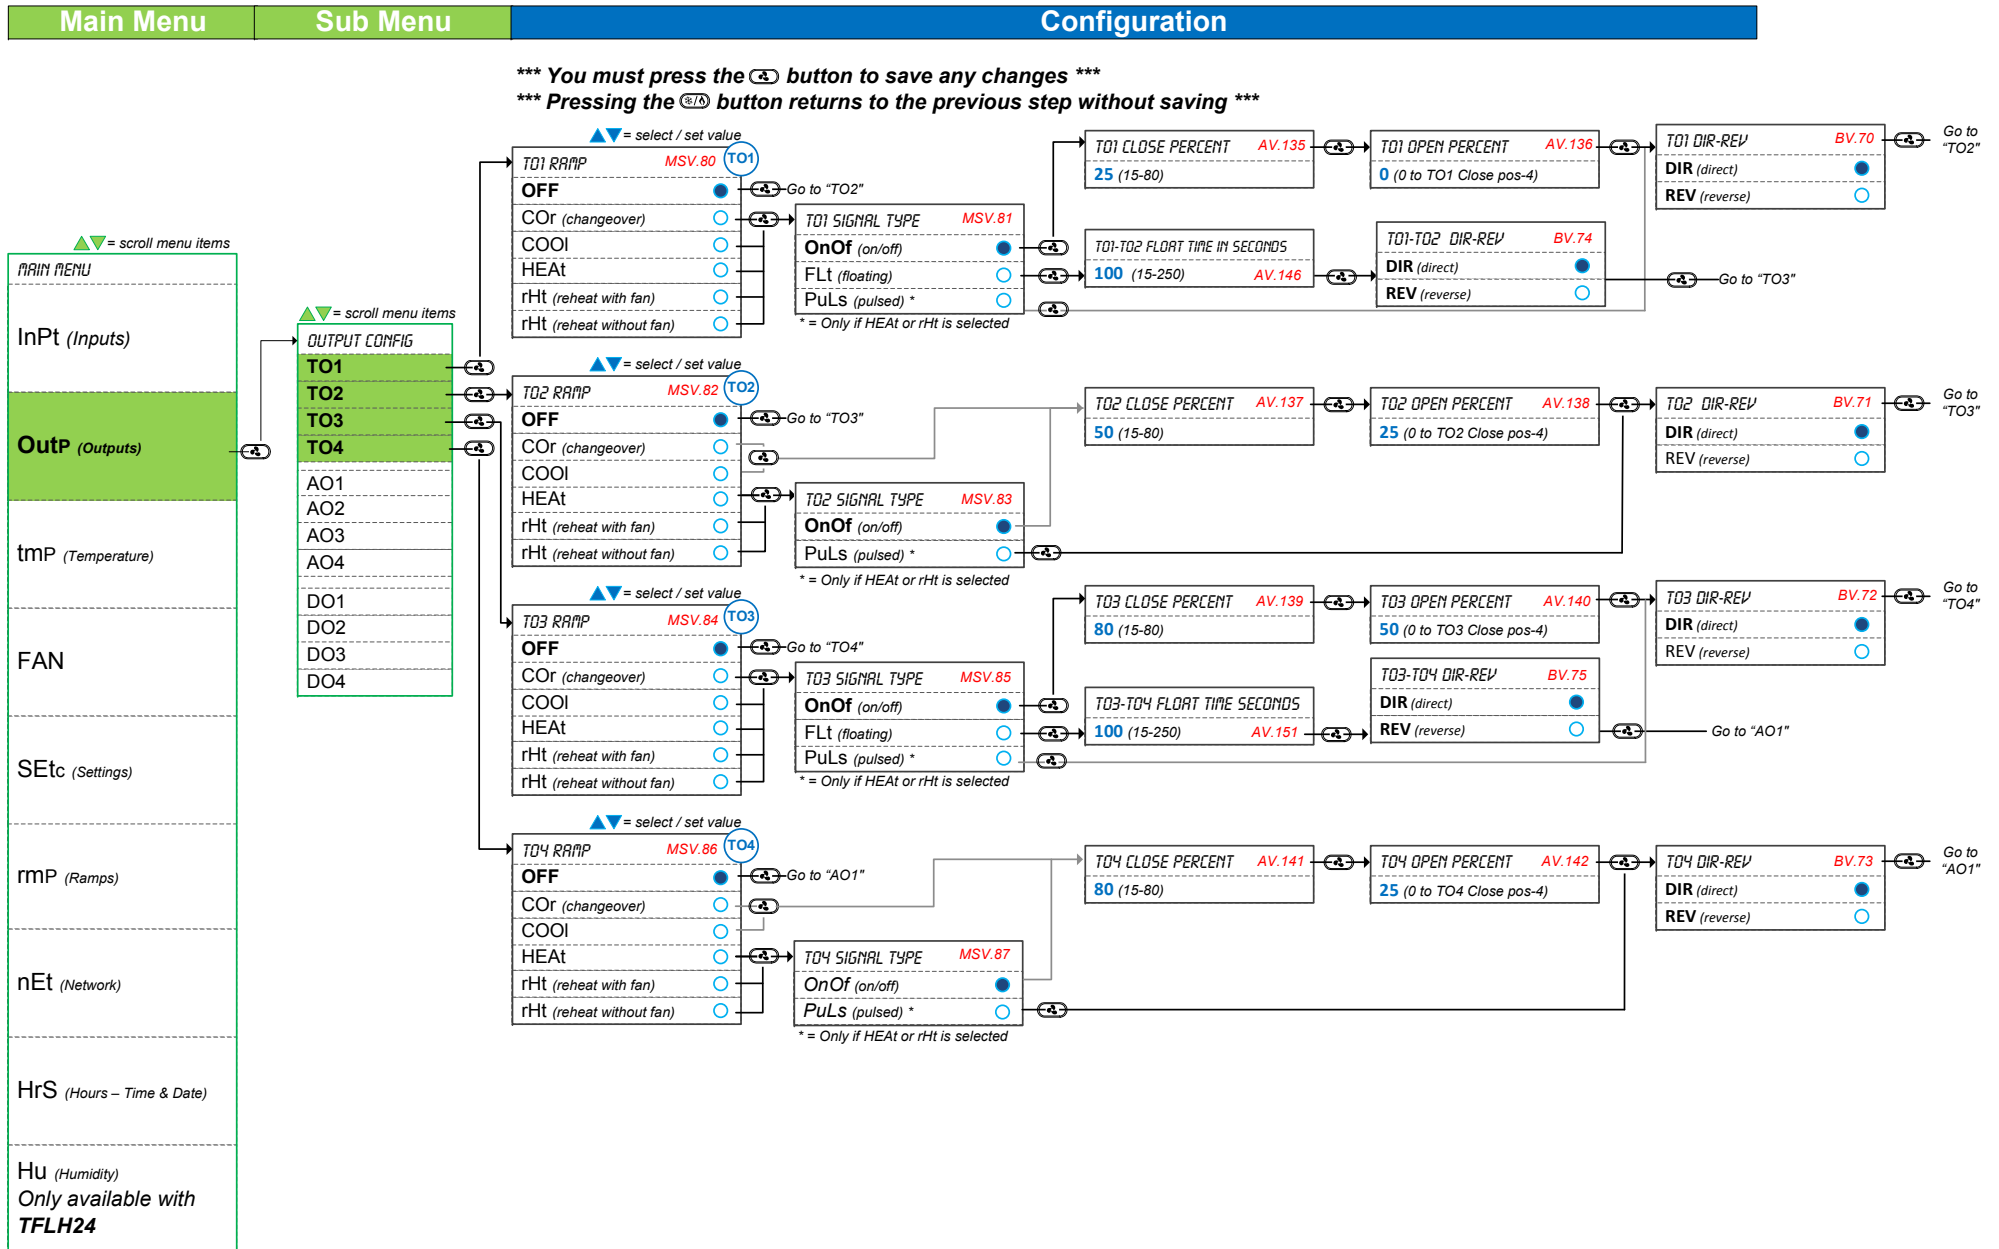 Main Menu
Sub Menu
Configuration
*** You must press the button to save any changes ***
*** Pressing the button returns to the previous step without saving ***
= scroll menu items
MAIN MENU
InPt (Inputs)
OutP (Outputs)
tmP (Temperature)
FAN
SEtc (Settings)
rmP (Ramps)
nEt (Network)
HrS (Hours – Time & Date)
Hu (Humidity)
Only available with
TFLH24
= scroll menu items
OUTPUT CONFIG
TO1
TO2
TO3
TO4
AO1
AO2
AO3
AO4
DO1
DO2
DO3
DO4
= select / set value
TO1 RAMP MSV.80 TO1
OFF
COr (changeover)
COOl
HEAt
rHt (reheat with fan)
rHt (reheat without fan)
Go to “TO2”
TO1 SIGNAL TYPE MSV.81
OnOf (on/off)
FLt (floating)
PuLs (pulsed) *
* = Only if HEAt or rHt is selected
TO1 CLOSE PERCENT AV.135
25 (15-80)
TO1 OPEN PERCENT AV.136
0 (0 to TO1 Close pos-4)
TO1 DIR-REV BV.70
DIR (direct)
REV (reverse)
Go to
“TO2”
TO1-TO2 FLOAT TIME IN SECONDS
100 (15-250) AV.146
TO1-TO2 DIR-REV BV.74
DIR (direct)
REV (reverse)
Go to “TO3”
= select / set value
TO2 RAMP MSV.82 TO2
OFF
COr (changeover)
COOl
HEAt
rHt (reheat with fan)
rHt (reheat without fan)
Go to “TO3”
TO2 SIGNAL TYPE MSV.83
OnOf (on/off)
PuLs (pulsed) *
* = Only if HEAt or rHt is selected
TO2 CLOSE PERCENT AV.137
50 (15-80)
TO2 OPEN PERCENT AV.138
25 (0 to TO2 Close pos-4)
TO2 DIR-REV BV.71
DIR (direct)
REV (reverse)
Go to
“TO3”
= select / set value
TO3 RAMP MSV.84 TO3
OFF
COr (changeover)
COOl
HEAt
rHt (reheat with fan)
rHt (reheat without fan)
Go to “TO4”
TO3 SIGNAL TYPE MSV.85
OnOf (on/off)
FLt (floating)
PuLs (pulsed) *
* = Only if HEAt or rHt is selected
TO3 CLOSE PERCENT AV.139
80 (15-80)
TO3 OPEN PERCENT AV.140
50 (0 to TO3 Close pos-4)
TO3 DIR-REV BV.72
DIR (direct)
REV (reverse)
Go to
“TO4”
TO3-TO4 FLOAT TIME SECONDS
100 (15-250) AV.151
TO3-TO4 DIR-REV BV.75
DIR (direct)
REV (reverse)
Go to “AO1”
= select / set value
TO4 RAMP MSV.86 TO4
OFF
COr (changeover)
COOl
HEAt
rHt (reheat with fan)
rHt (reheat without fan)
Go to “AO1”
TO4 SIGNAL TYPE MSV.87
OnOf (on/off)
PuLs (pulsed) *
* = Only if HEAt or rHt is selected
TO4 CLOSE PERCENT AV.141
80 (15-80)
TO4 OPEN PERCENT AV.142
25 (0 to TO4 Close pos-4)
TO4 DIR-REV BV.73
DIR (direct)
REV (reverse)
Go to
“AO1”